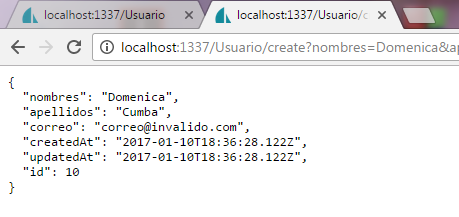 localhost:1337/Usuario
localhost:1337/Usuario/c
localhost:1337/Usuario/create?nombres=Domenica&a
{
"nombres": "Domenica",
"apellidos": "Cumba",
"correo": "correo@invalido.com",
"createdAt": "2017-01-10T18:36:28.122Z",
"updatedAt": "2017-01-10T18:36:28.122Z",
"id": 10
}